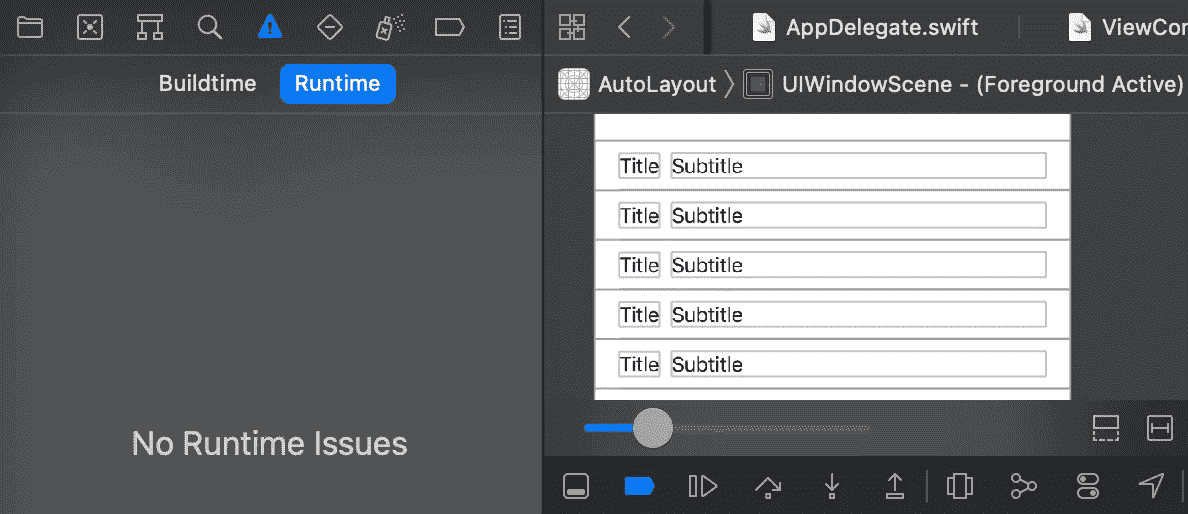 AppDelegate.swift
ViewCor
Buildtime
Runtime
AutoLayout
UIWindowScene - (Foreground Active)
Title Subtitle
Title Subtitle
Title Subtitle
Title Subtitle
Title Subtitle
No Runtime Issues